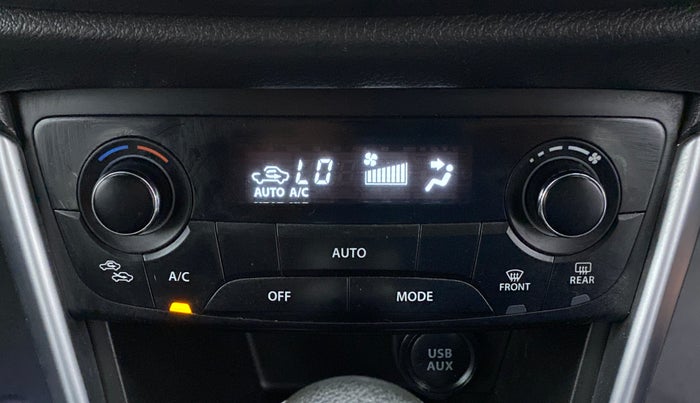 LO
AUTO A/C
AUTO
A/C
OFF
MODE
FRONT
REAR
USB
AUX